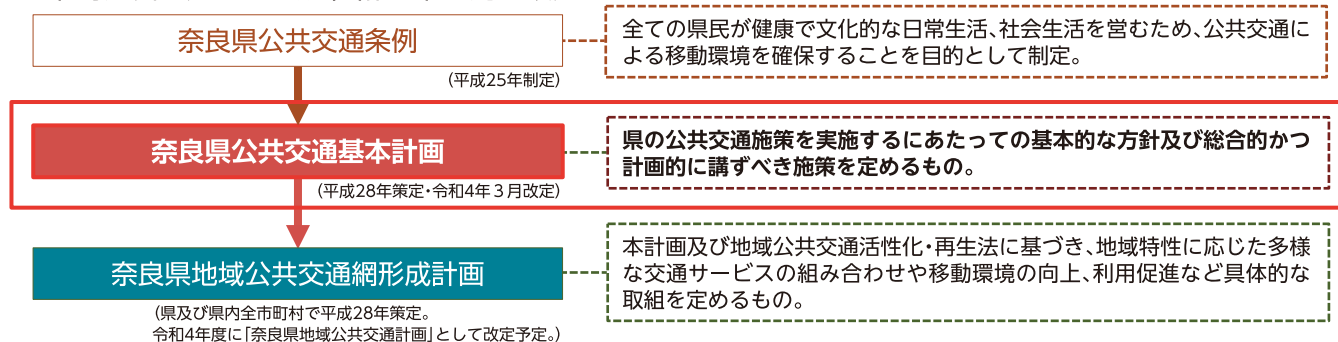 奈良県公共交通条例
(平成25年制定)
全ての県民が健康で文化的な日常生活、社会生活を営むため、公共交通に
よる移動環境を確保することを目的として制定。
奈良県公共交通基本計画
(平成28年策定・令和4年3月改定)
県の公共交通施策を実施するにあたっての基本的な方針及び総合的かつ
計画的に講ずべき施策を定めるもの。
奈良県地域公共交通網形成計画
(県及び県内全市町村で平成28年策定。
令和4年度に「奈良県地域公共交通計画」として改定予定。)
本計画及び地域公共交通活性化・再生法に基づき、地域特性に応じた多様
な交通サービスの組み合わせや移動環境の向上、利用促進など具体的な
取組を定めるもの。